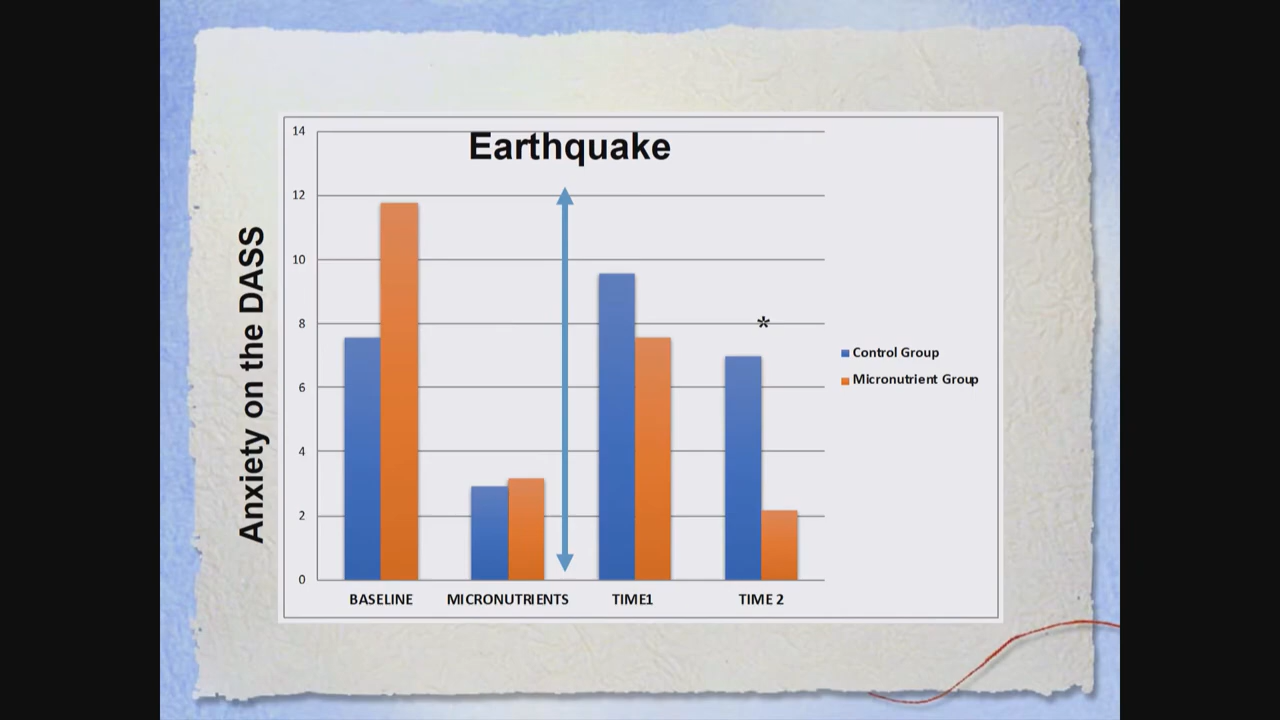 Earthquake
Anxiety on the DASS
14
12
10
8
6
4
2
0
*
BASELINE
MICRONUTRIENTS
TIME1
TIME 2
Control Group
Micronutrient Group